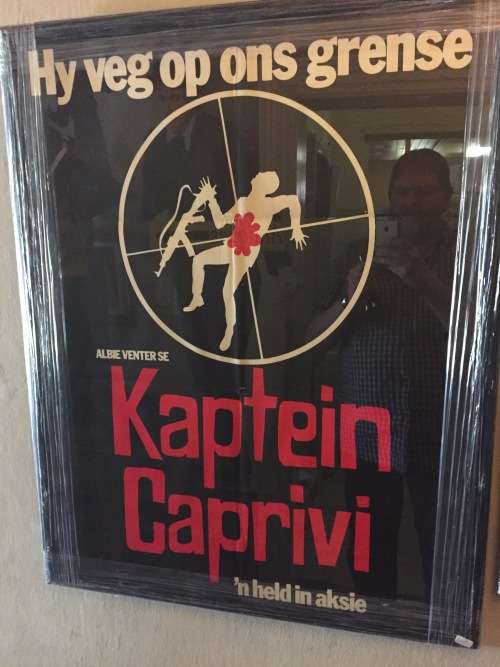 Hy veg op ons grense
ALBIE VENTER SE
Kaptein
Caprivi
'n held in aksie